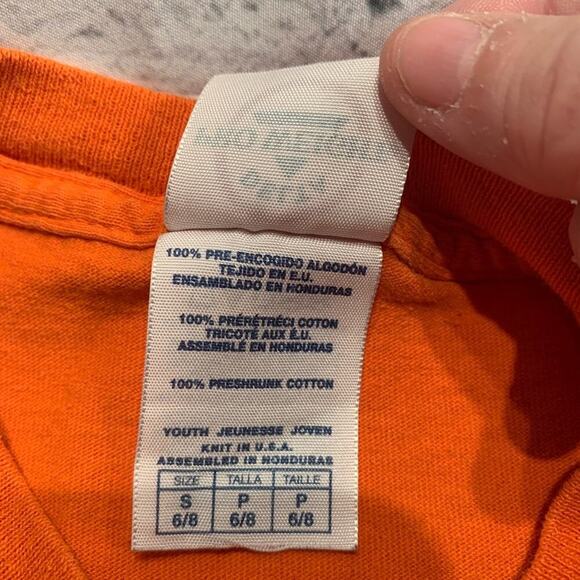 100% PRE-ENCOGIDO ALGODÓN
TEJIDO EN E.U.
ENSAMBLADO EN HONDURAS
100% PRÉRÉTRÉCI COTON
TRICOTÉ AUX É.U.
ASSEMBLÉ EN HONDURAS
100% PRESHRUNK COTTON
YOUTH JEUNESSE JOVEN
KNIT IN U.S.A.
ASSEMBLED IN HONDURAS
SIZE TALLA TAILLE
S P P
6/8 6/8 6/8